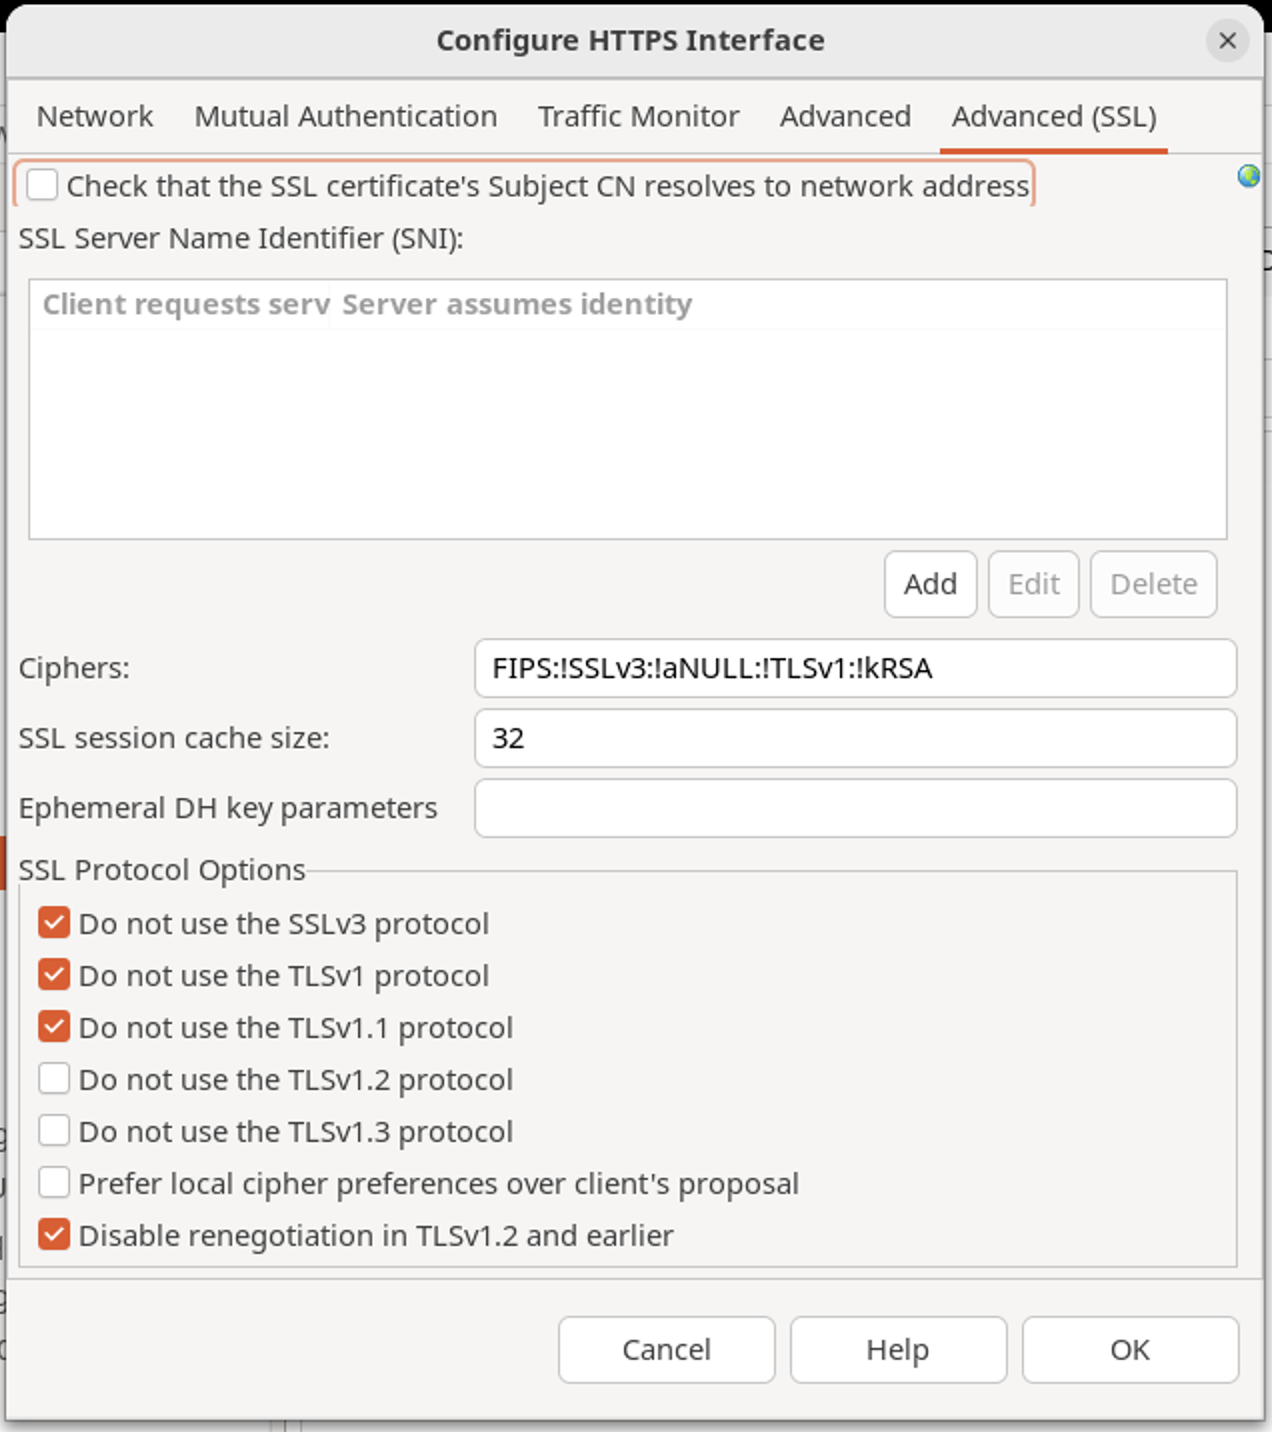 Configure HTTPS Interface
Network Mutual Authentication Traffic Monitor Advanced Advanced (SSL)
Check that the SSL certificate's Subject CN resolves to network address
SSL Server Name Identifier (SNI):
Client requests serv Server assumes identity
Add Edit Delete
Ciphers: FIPS:!SSLv3:!aNULL:!TLSv1:!kRSA
SSL session cache size: 32
Ephemeral DH key parameters
SSL Protocol Options
Do not use the SSLv3 protocol
Do not use the TLSv1 protocol
Do not use the TLSv1.1 protocol
Do not use the TLSv1.2 protocol
Do not use the TLSv1.3 protocol
Prefer local cipher preferences over client's proposal
Disable renegotiation in TLSv1.2 and earlier
Cancel Help OK